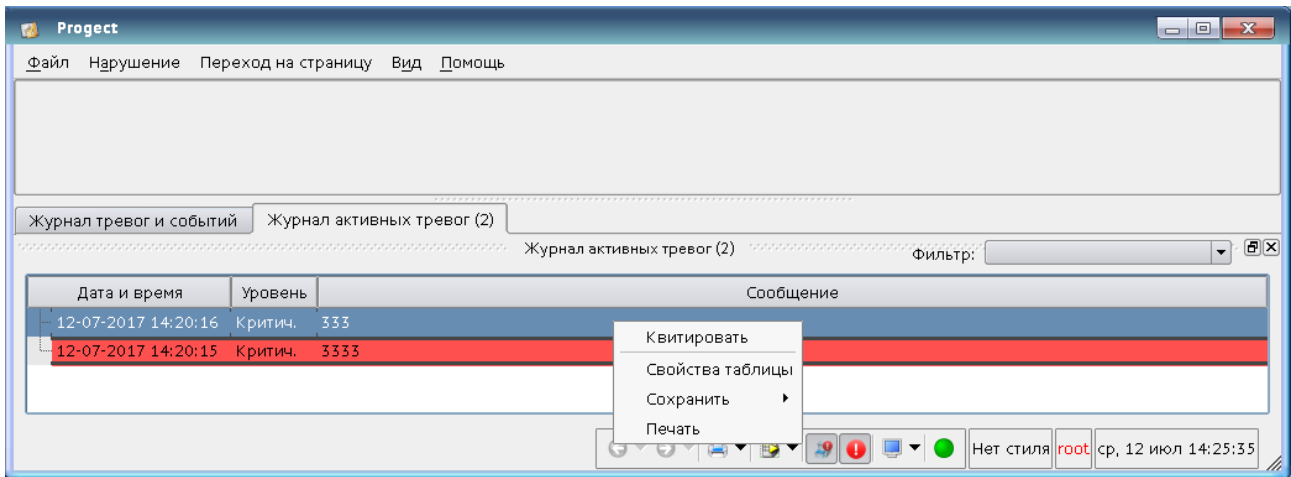 Progect
Файл Нарушение Переход на страницу Вид Помощь
Журнал тревог и событий Журнал активных тревог (2)
Журнал активных тревог (2) Фильтр:
Дата и время Уровень Сообщение
12-07-2017 14:20:16 Критич. 333
12-07-2017 14:20:15 Критич. 3333
Квитировать
Свойства таблицы
Сохранить
Печать
Нет стиля root ср, 12 июл 14:25:35